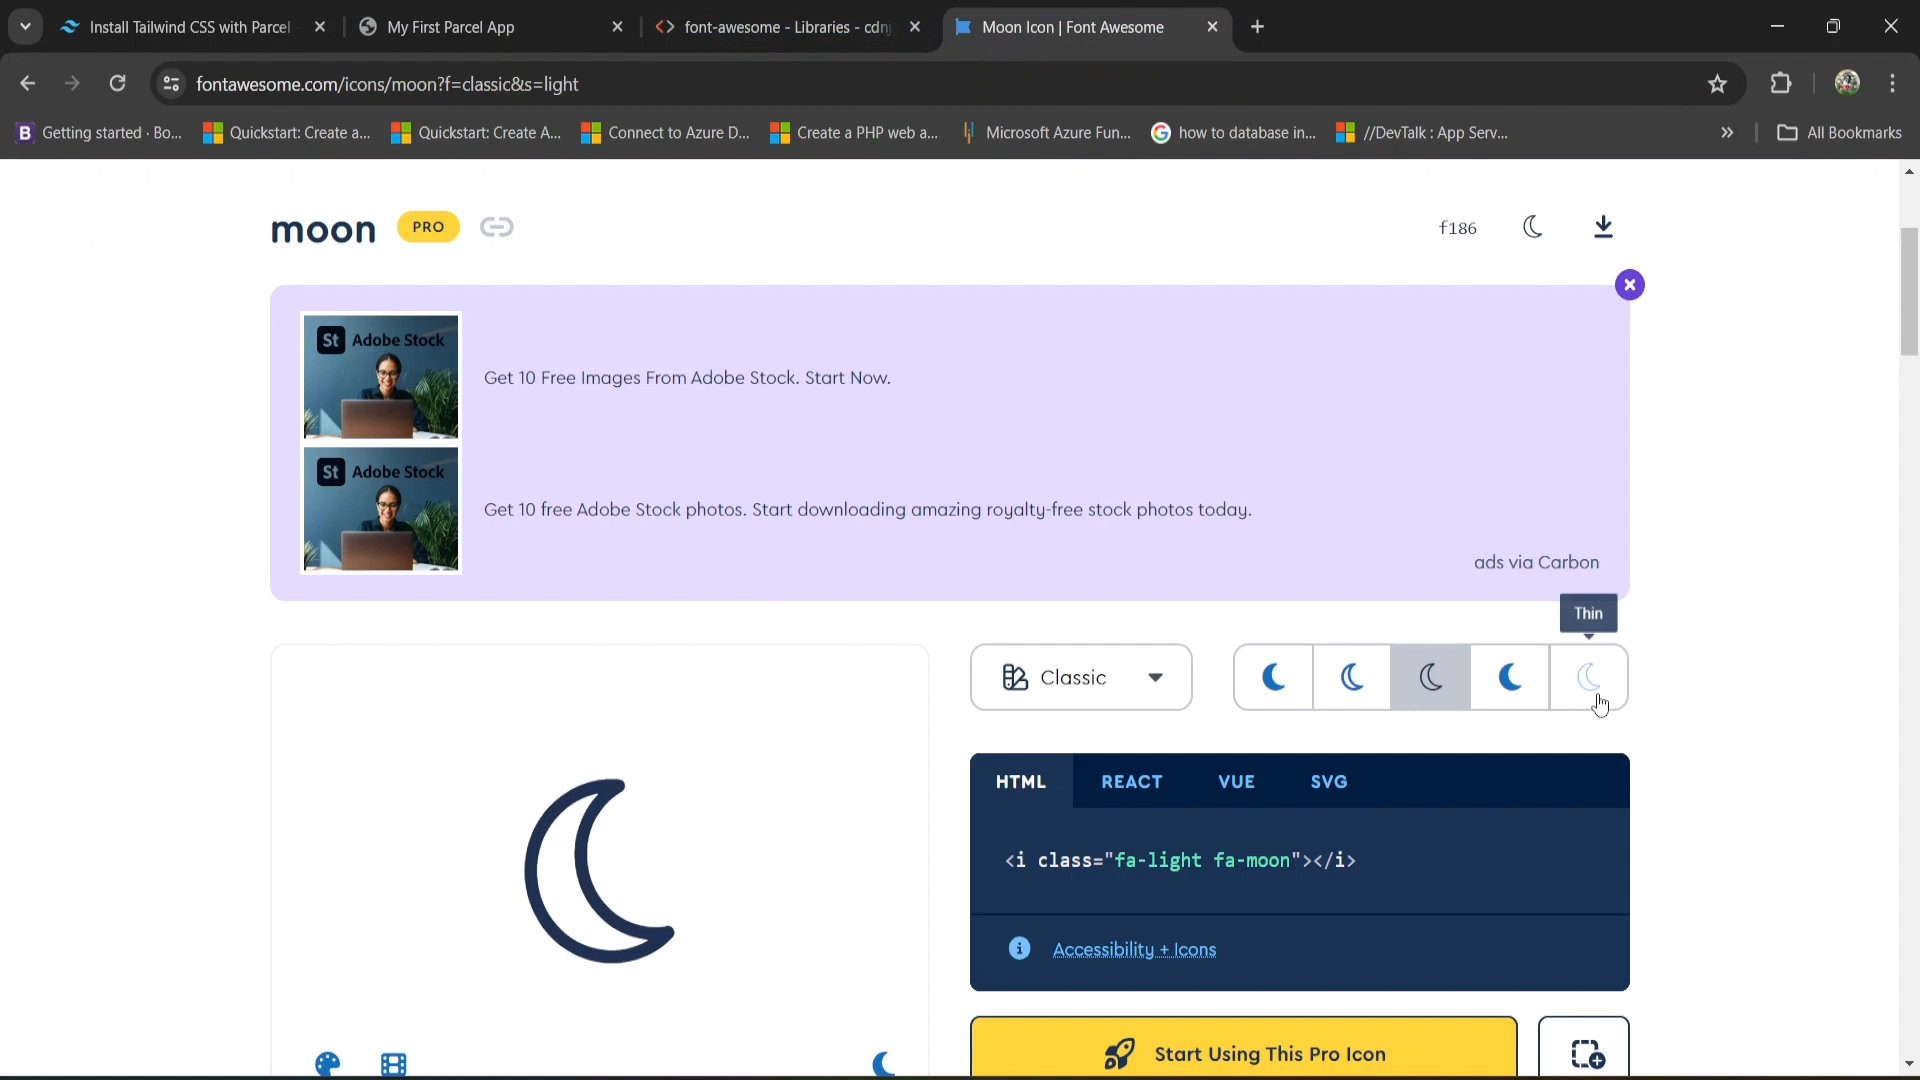 Install Tailwind CSS with Parcel
My First Parcel App
font-awesome - Libraries - cdnj
Moon Icon | Font Awesome
fontawesome.com/icons/moon?f=classic&s=light
B Getting started · Bo...
Quickstart: Create a...
Quickstart: Create A...
Connect to Azure D...
Create a PHP web a...
Microsoft Azure Fun...
how to database in...
//DevTalk : App Serv...
All Bookmarks
moon PRO
f186
St Adobe Stock
Get 10 Free Images From Adobe Stock. Start Now.
St Adobe Stock
Get 10 free Adobe Stock photos. Start downloading amazing royalty-free stock photos today.
ads via Carbon
Thin
Classic
HTML REACT VUE SVG
<i class="fa-light fa-moon"></i>
Accessibility + Icons
Start Using This Pro Icon